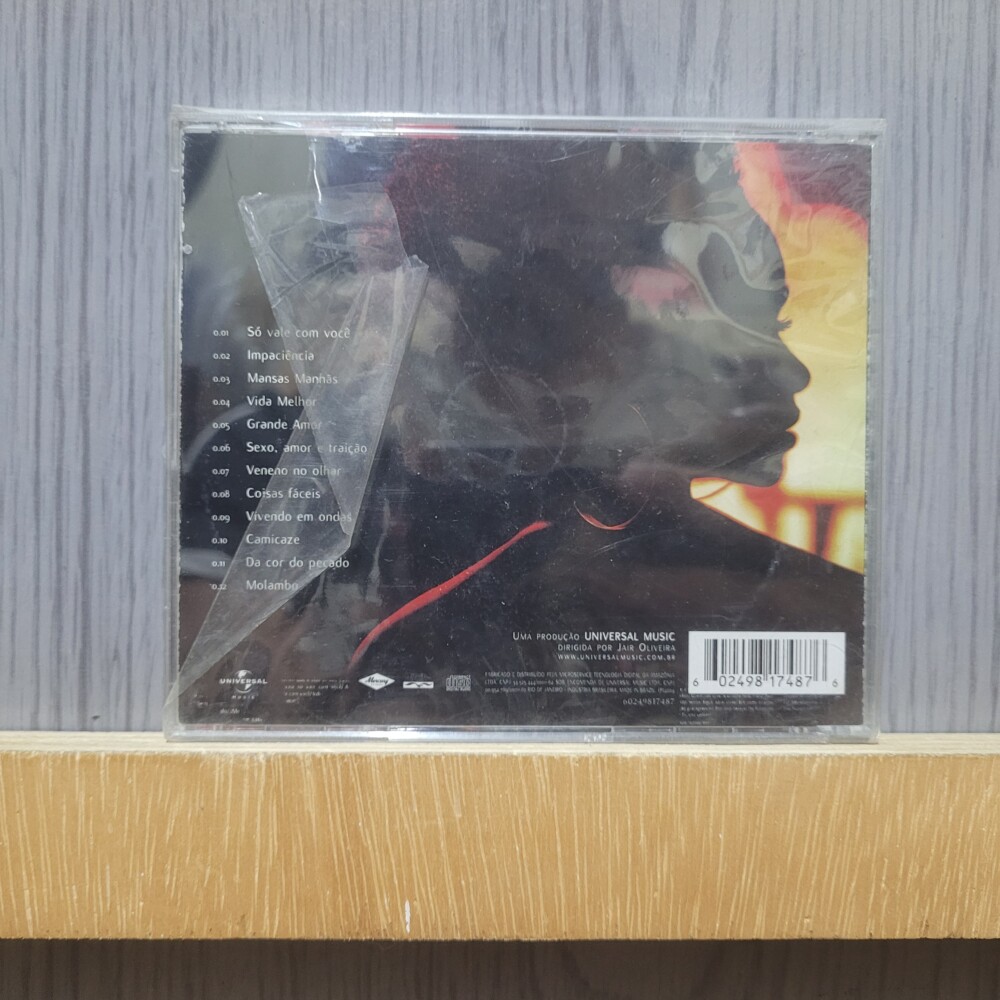 0.01 Só vale com você
0.02 Impaciência
0.03 Mansas Manhãs
0.04 Vida Melhor
0.05 Grande Amor
0.06 Sexo, amor e traição
0.07 Veneno no olhar
0.08 Coisas fáceis
0.09 Vivendo em ondas
0.10 Camicaze
0.11 Da cor do pecado
0.12 Molambo
UMA PRODUÇÃO UNIVERSAL MUSIC
DIRIGIDA POR JAIR OLIVEIRA
WWW.UNIVERSALMUSIC.COM.BR
UNIVERSAL
music
Mercury
60249817487
6 02498 17487 6